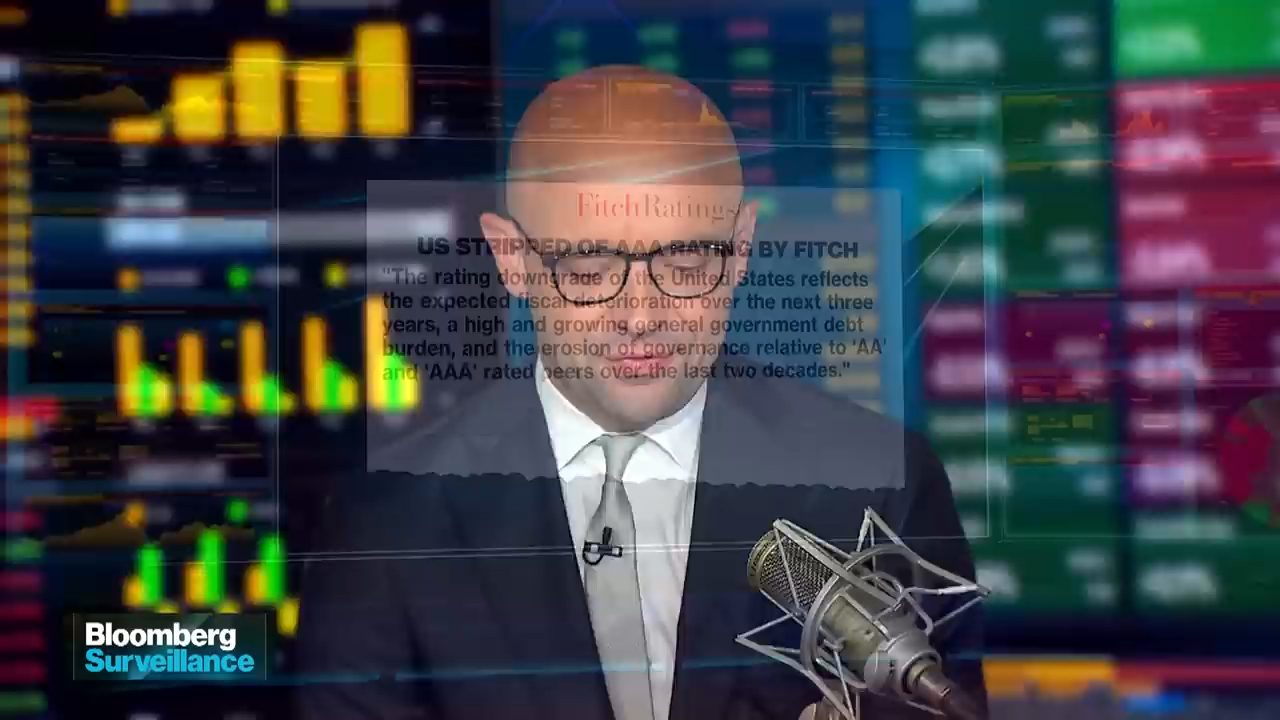 FitchRatings
US STRIPPED OF AAA RATING BY FITCH
"The rating downgrade of the United States reflects
the expected fiscal deterioration over the next three
years, a high and growing general government debt
burden, and the erosion of governance relative to 'AA'
and 'AAA' rated peers over the last two decades."
Bloomberg
Surveillance